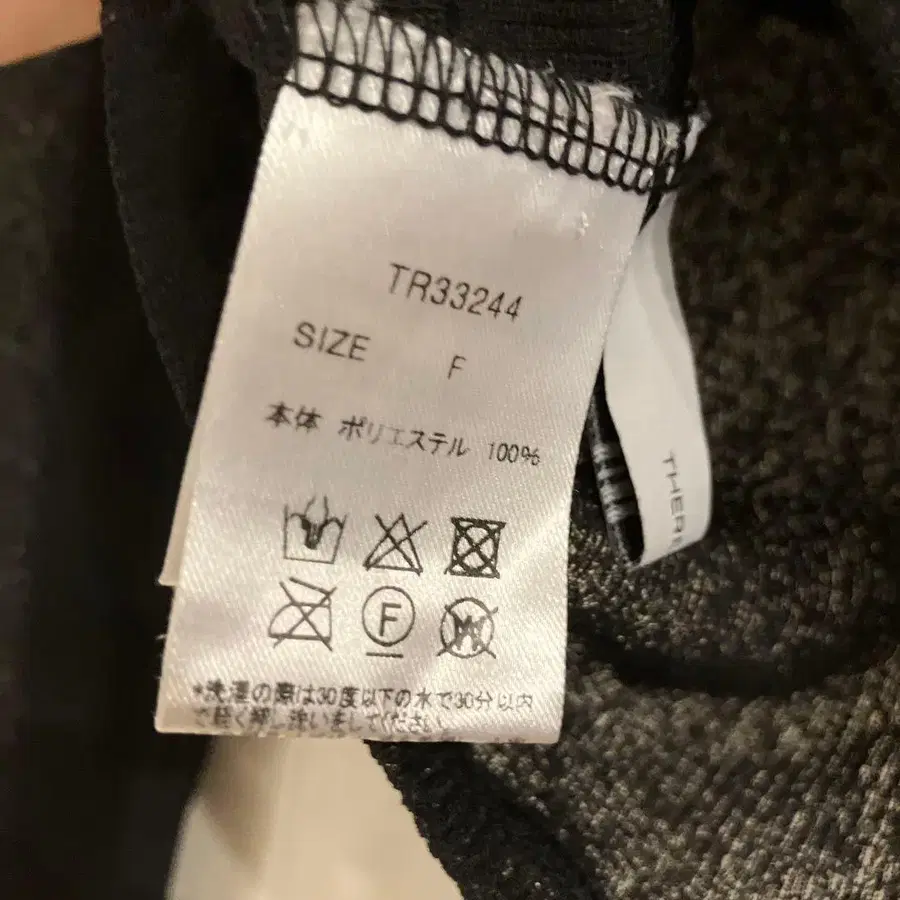 TR33244
SIZE F
本体 ポリエステル 100%
F
W
*洗濯の際は30度以下の水で30分以内
で軽く押し洗いをしてください
THER